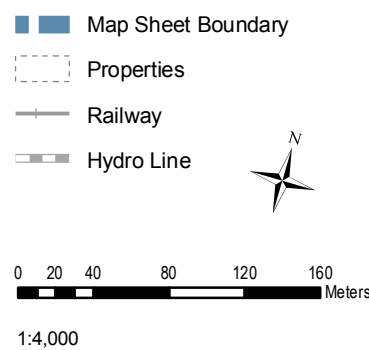 Map Sheet Boundary
Properties
Railway
Hydro Line
N
0 20 40 80 120 160
Meters
1:4,000